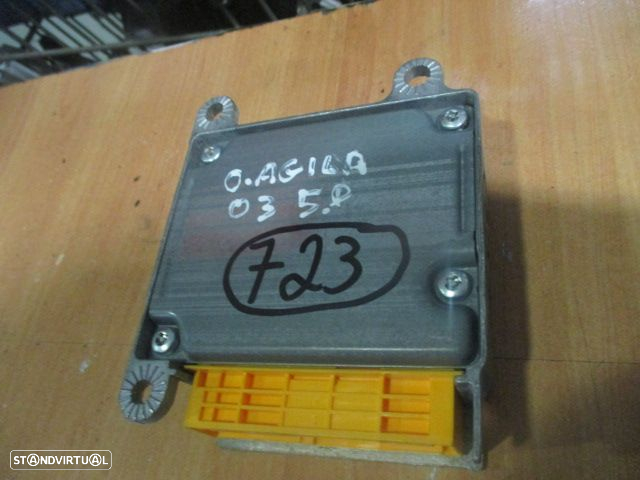 O.AGILA
03 5.P
723
STANDVIRTUAL